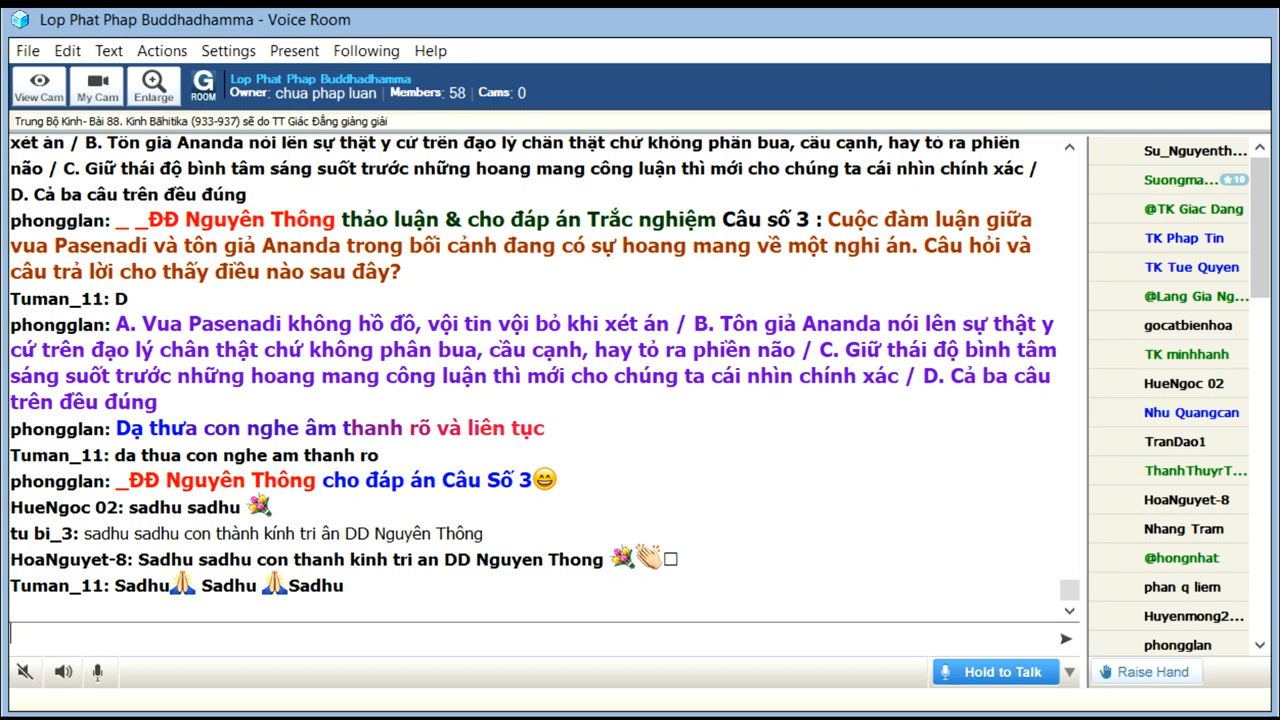 Lop Phat Phap Buddhadhamma - Voice Room
File Edit Text Actions Settings Present Following Help
View Cam My Cam Enlarge G ROOM
Lop Phat Phap Buddhadhamma
Owner: chua phap luan Members: 58 Cams: 0
Trung Bộ Kinh- Bài 88. Kinh Bāhitika (933-937) sẽ do TT Giác Đẳng giảng giải
xét án / B. Tôn giả Ananda nói lên sự thật y cứ trên đạo lý chân thật chứ không phân bua, cầu cạnh, hay tỏ ra phiền
não / C. Giữ thái độ bình tâm sáng suốt trước những hoang mang công luận thì mới cho chúng ta cái nhìn chính xác /
D. Cả ba câu trên đều đúng
phongglan: _ _ĐĐ Nguyên Thông thảo luận & cho đáp án Trắc nghiệm Câu số 3 : Cuộc đàm luận giữa
vua Pasenadi và tôn giả Ananda trong bối cảnh đang có sự hoang mang về một nghi án. Câu hỏi và
câu trả lời cho thấy điều nào sau đây?
Tuman_11: D
phongglan: A. Vua Pasenadi không hồ đồ, vội tin vội bỏ khi xét án / B. Tôn giả Ananda nói lên sự thật y
cứ trên đạo lý chân thật chứ không phân bua, cầu cạnh, hay tỏ ra phiền não / C. Giữ thái độ bình tâm
sáng suốt trước những hoang mang công luận thì mới cho chúng ta cái nhìn chính xác / D. Cả ba câu
trên đều đúng
phongglan: Dạ thưa con nghe âm thanh rõ và liên tục
Tuman_11: da thua con nghe am thanh ro
phongglan: _ĐĐ Nguyên Thông cho đáp án Câu Số 3😄
HueNgoc 02: sadhu sadhu 💐
tu bi_3: sadhu sadhu con thành kính tri ân DD Nguyên Thông
HoaNguyet-8: Sadhu sadhu con thanh kinh tri an DD Nguyen Thong 💐👏□
Tuman_11: Sadhu🙏 Sadhu 🙏Sadhu
Hold to Talk
Su_Nguyenth...
Suongma... ★10
@TK Giac Dang
TK Phap Tin
TK Tue Quyen
@Lang Gia Ng...
gocatbienhoa
TK minhhanh
HueNgoc 02
Nhu Quangcan
TranDao1
ThanhThuyrT...
HoaNguyet-8
Nhang Tram
@hongnhat
phan q liem
Huyenmong2...
phongglan
Raise Hand